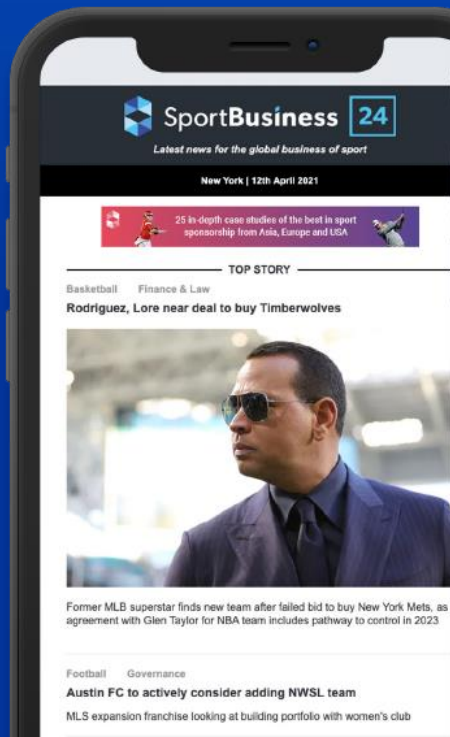 SportBusiness 24
Latest news for the global business of sport
New York | 12th April 2021
25 in-depth case studies of the best in sport
sponsorship from Asia, Europe and USA
TOP STORY
Basketball Finance & Law
Rodriguez, Lore near deal to buy Timberwolves
Former MLB superstar finds new team after failed bid to buy New York Mets, as
agreement with Glen Taylor for NBA team includes pathway to control in 2023
Football Governance
Austin FC to actively consider adding NWSL team
MLS expansion franchise looking at building portfolio with women's club